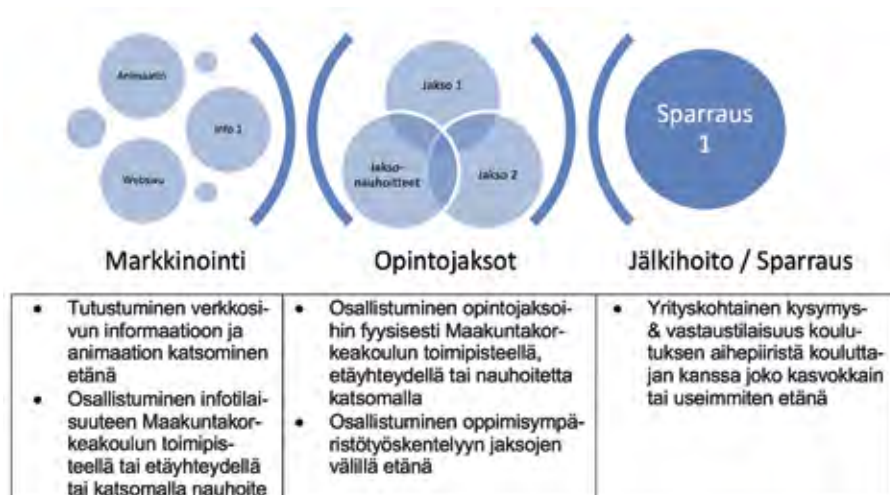 Animaatio
Info 1
Websivu
Jakso 1
Jakso-
nauhoitteet
Jakso 2
Sparraus
1
Markkinointi
Opintojaksot
Jälkihoito / Sparraus
• Tutustuminen verkkosi-
vun informaatioon ja
animaation katsominen
etänä
• Osallistuminen infotilai-
suuteen Maakuntakor-
keakoulun toimipis-
teellä tai etäyhteydellä
tai katsomalla nauhoite
• Osallistuminen opintojaksoi-
hin fyysisesti Maakuntakor-
keakoulun toimipisteellä,
etäyhteydellä tai nauhoitetta
katsomalla
• Osallistuminen oppimisympä-
ristötyöskentelyyn jaksojen
välillä etänä
• Yrityskohtainen kysymys-
& vastaustilaisuus koulu-
tuksen aihepiiristä koulutta-
jan kanssa joko kasvokkain
tai useimmiten etänä